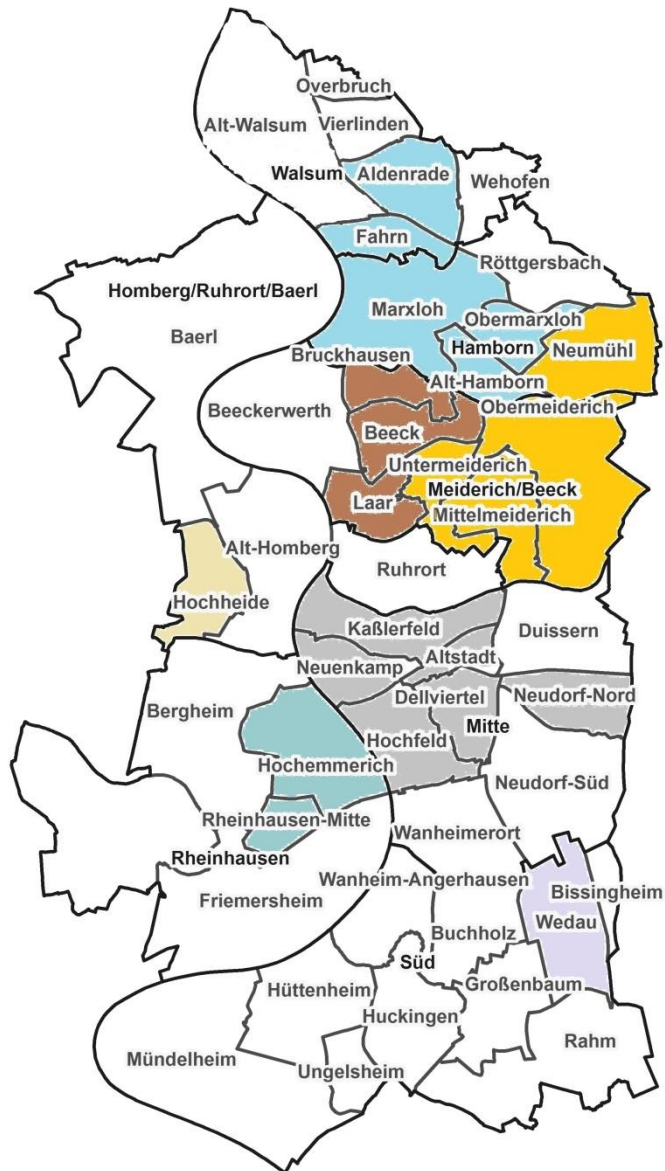 Overbruch
Alt-Walsum
Vierlinden
Walsum
Aldenrade
Wehofen
Fahrn
Röttgersbach
Homberg/Ruhrort/Baerl
Marxloh
Obermarxloh
Baerl
Hamborn
Neumühl
Bruckhausen
Alt-Hamborn
Beeckerwerth
Obermeiderich
Beeck
Untermeiderich
Meiderich/Beeck
Laar
Mittelmeiderich
Alt-Homberg
Ruhrort
Hochheide
Kaßlerfeld
Duissern
Altstadt
Neuenkamp
Dellviertel
Neudorf-Nord
Bergheim
Mitte
Hochfeld
Hochemmerich
Neudorf-Süd
Rheinhausen-Mitte
Wanheimerort
Rheinhausen
Wanheim-Angerhausen
Bissingheim
Friemersheim
Wedau
Buchholz
Süd
Großenbaum
Hüttenheim
Huckingen
Rahm
Mündelheim
Ungelsheim